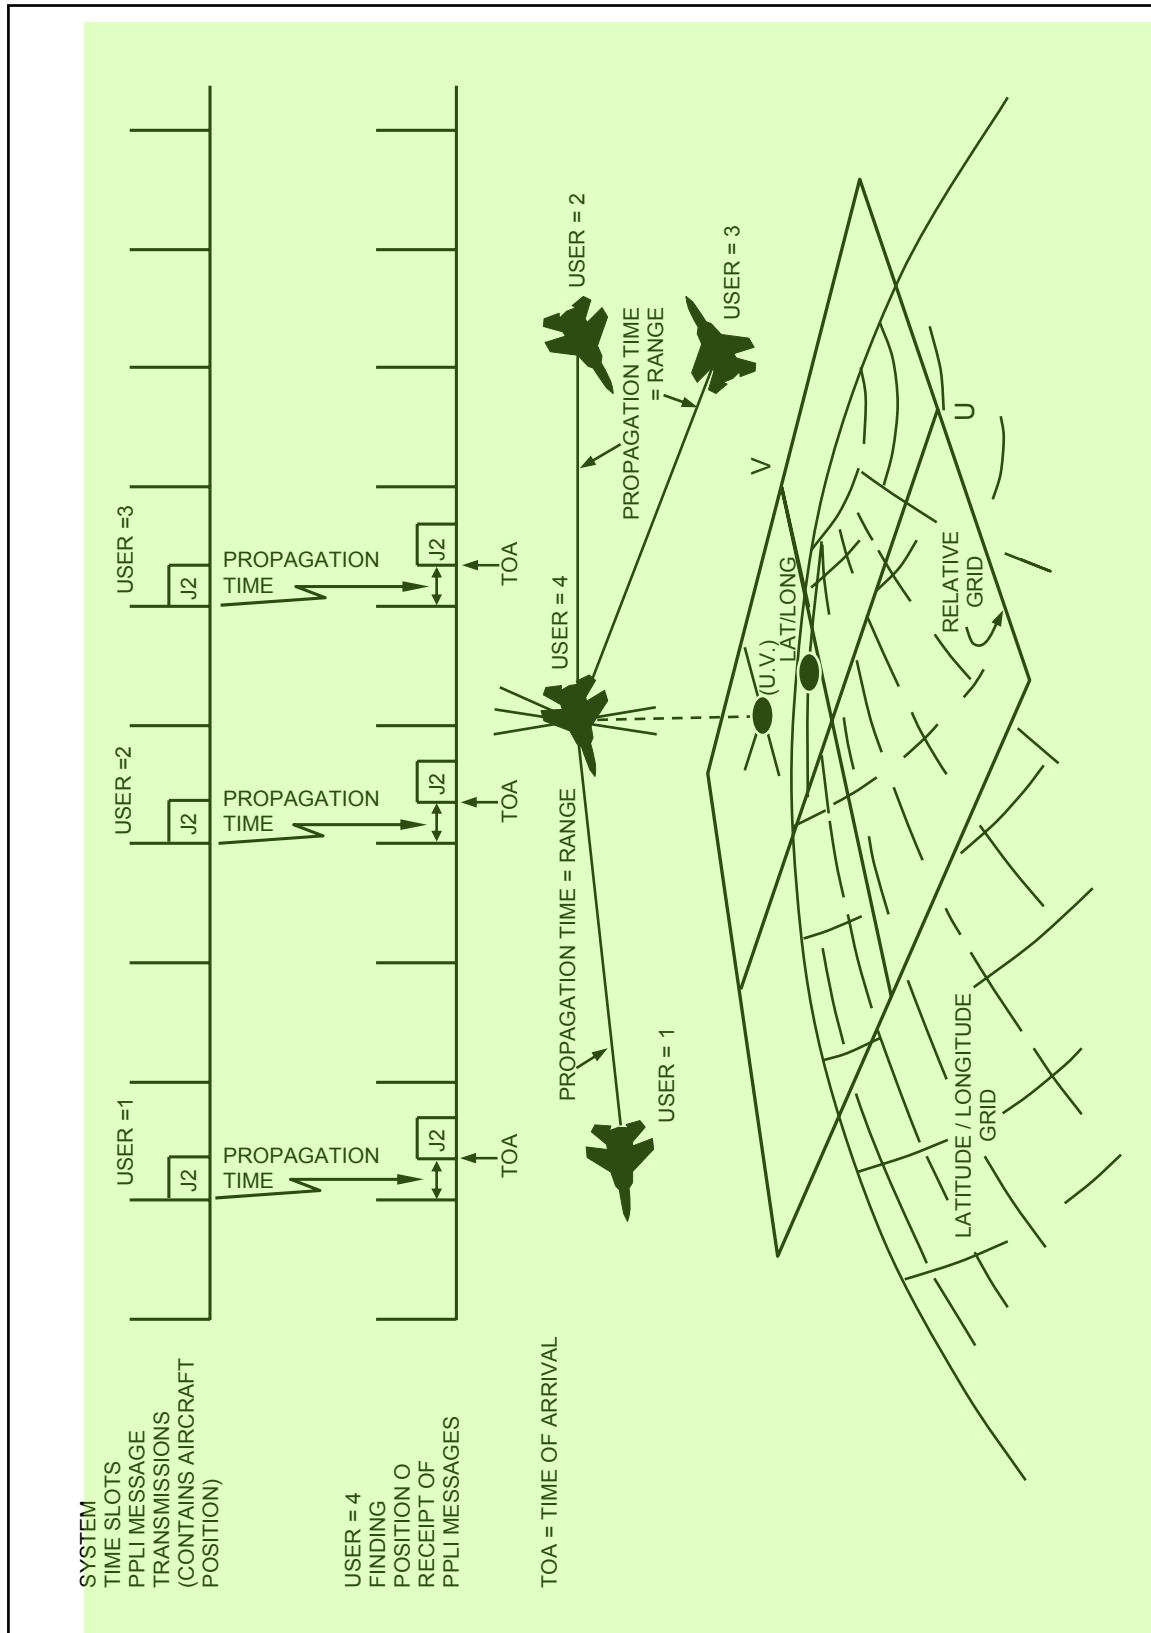 SYSTEM
TIME SLOTS
PPLI MESSAGE
TRANSMISSIONS
(CONTAINS AIRCRAFT
POSITION)
USER =1
J2
PROPAGATION
TIME
USER =2
J2
PROPAGATION
TIME
USER =3
J2
PROPAGATION
TIME
USER = 4
FINDING
POSITION O
RECEIPT OF
PPLI MESSAGES
J2
TOA
J2
TOA
J2
TOA
TOA = TIME OF ARRIVAL
PROPAGATION TIME = RANGE
USER = 1
USER = 4
USER = 2
PROPAGATION TIME
= RANGE
USER = 3
(U.V.)
LAT/LONG
V
U
RELATIVE
GRID
LATITUDE / LONGITUDE
GRID